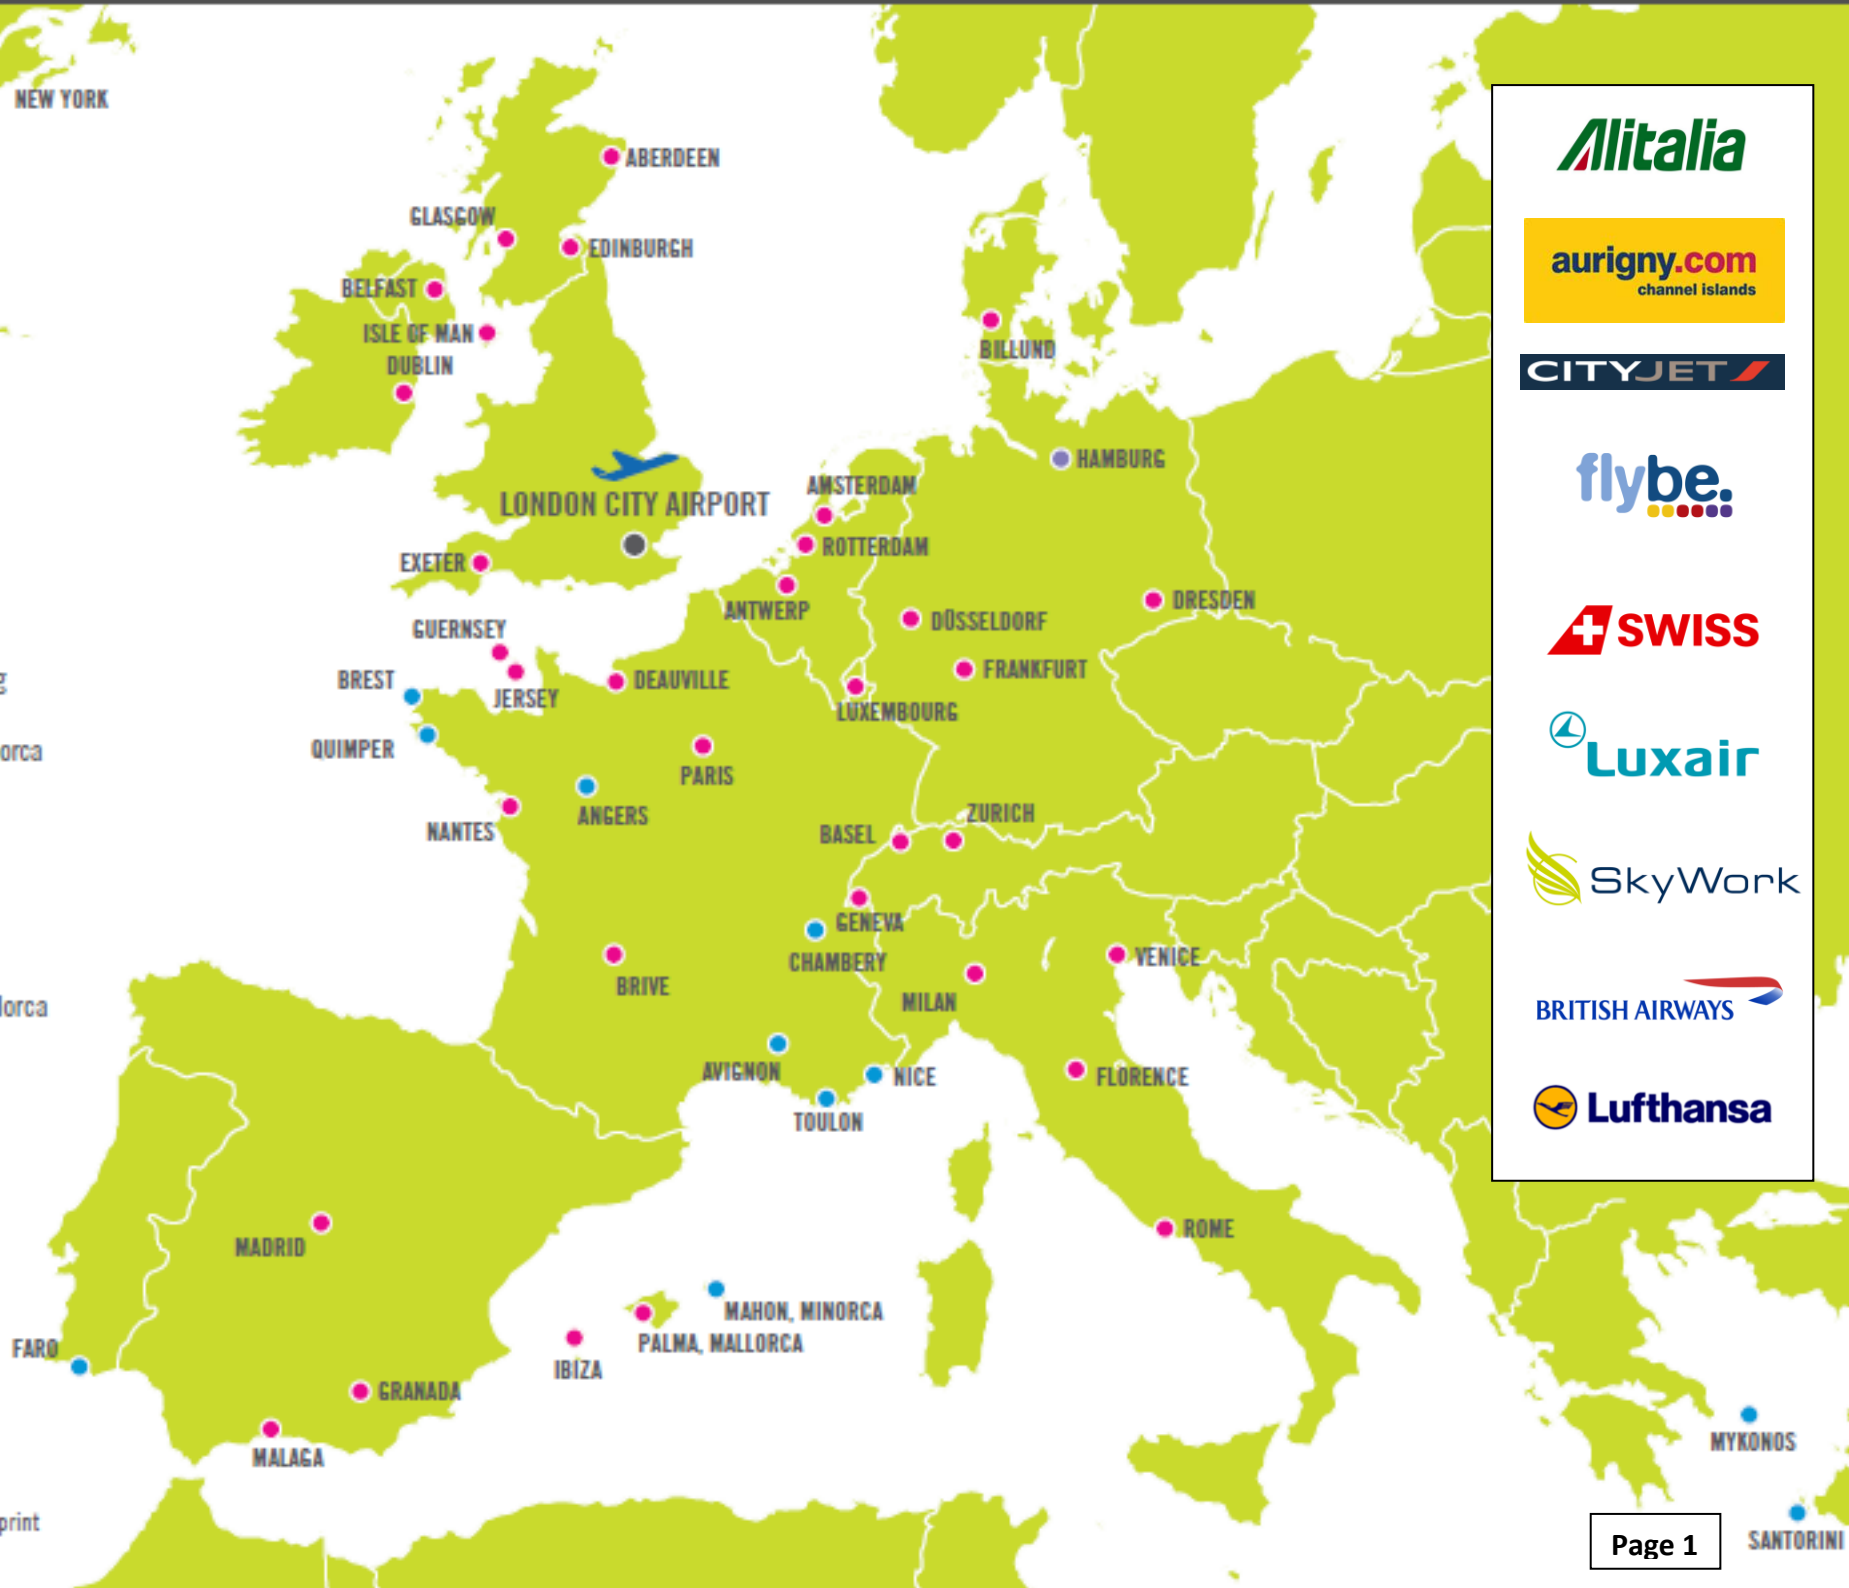 NEW YORK
ABERDEEN
GLASGOW
EDINBURGH
BELFAST
ISLE OF MAN
DUBLIN
BILLUND
HAMBURG
AMSTERDAM
LONDON CITY AIRPORT
ROTTERDAM
EXETER
ANTWERP
DRESDEN
DÜSSELDORF
GUERNSEY
FRANKFURT
BREST
DEAUVILLE
JERSEY
LUXEMBOURG
QUIMPER
orca
PARIS
ANGERS
ZURICH
NANTES
BASEL
GENEVA
CHAMBERY
VENICE
BRIVE
MILAN
lorca
AVIGNON
NICE
FLORENCE
TOULON
MADRID
ROME
MAHON, MINORCA
PALMA, MALLORCA
FARO
IBIZA
GRANADA
MALAGA
MYKONOS
print
SANTORINI
Alitalia
aurigny.com
channel islands
CITYJET
flybe.
SWISS
Luxair
SkyWork
BRITISH AIRWAYS
Lufthansa
Page 1